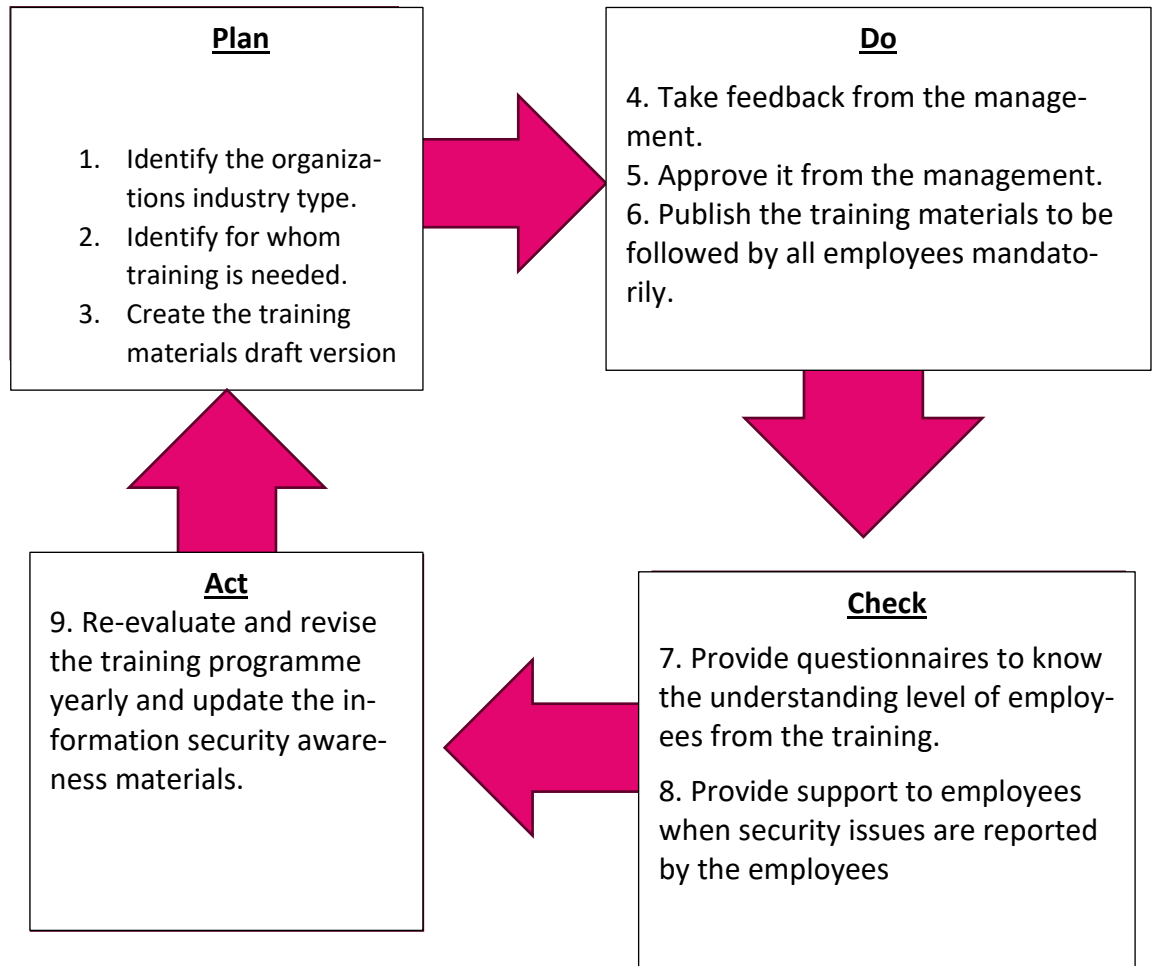 Plan
1. Identify the organiza-
tions industry type.
2. Identify for whom
training is needed.
3. Create the training
materials draft version
Do
4. Take feedback from the manage-
ment.
5. Approve it from the management.
6. Publish the training materials to be
followed by all employees mandato-
rily.
Check
7. Provide questionnaires to know
the understanding level of employ-
ees from the training.
8. Provide support to employees
when security issues are reported
by the employees
Act
9. Re-evaluate and revise
the training programme
yearly and update the in-
formation security aware-
ness materials.